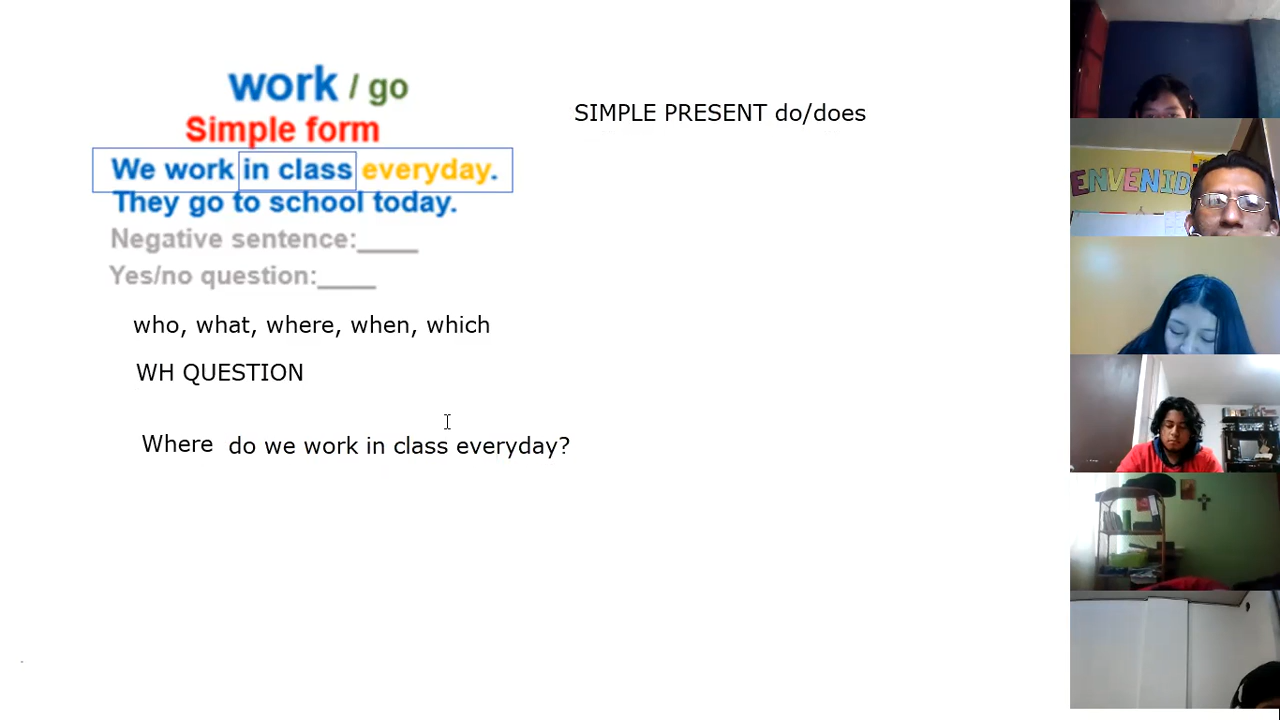 work / go
Simple form
SIMPLE PRESENT do/does
We work in class everyday.
They go to school today.
Negative sentence:____
Yes/no question:____
who, what, where, when, which
WH QUESTION
Where do we work in class everyday?
ENVENID